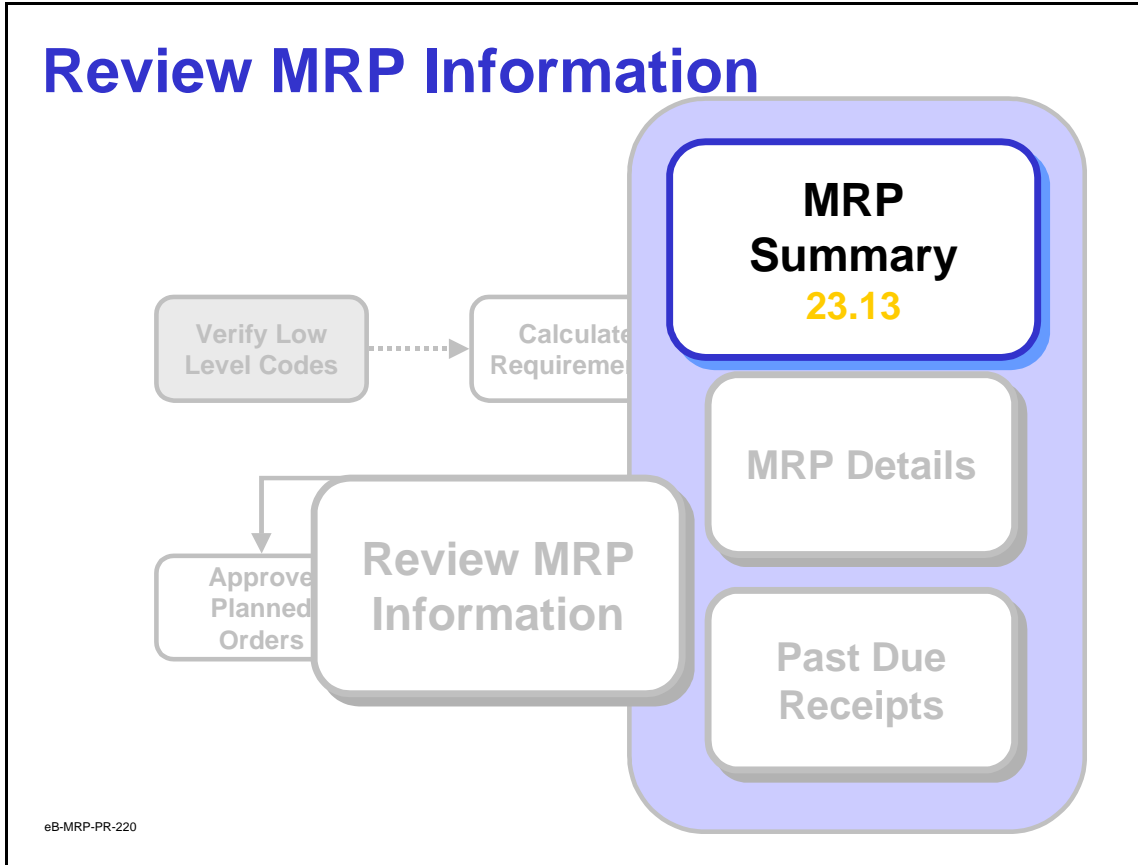 Review MRP Information
MRP
Summary
23.13
Verify Low
Level Codes
Calculate
Requireme
MRP Details
Review MRP
Information
Approve
Planned
Orders
Past Due
Receipts
eB-MRP-PR-220